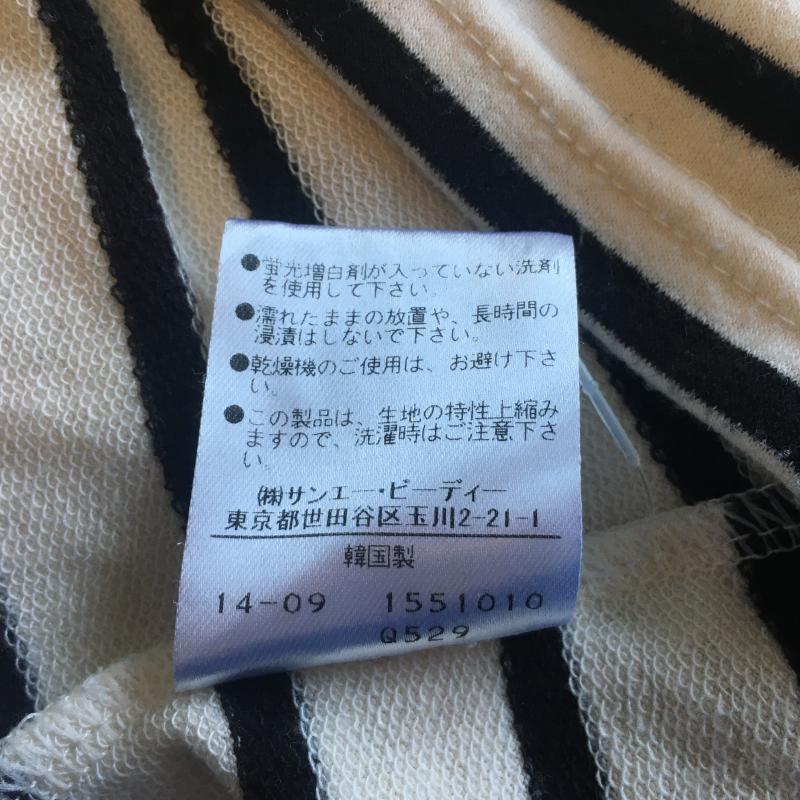 ●蛍光増白剤が入っていない洗剤
を使用して下さい。
●濡れたままの放置や、長時間の
浸漬はしないで下さい。
●乾燥機のご使用は、お避け下さ
い。
●この製品は、生地の特性上縮み
ますので、洗濯時はご注意下さ
い。
㈱サンエー・ビーディー
東京都世田谷区玉川2-21-1
韓国製
14-09 1551010
Q529